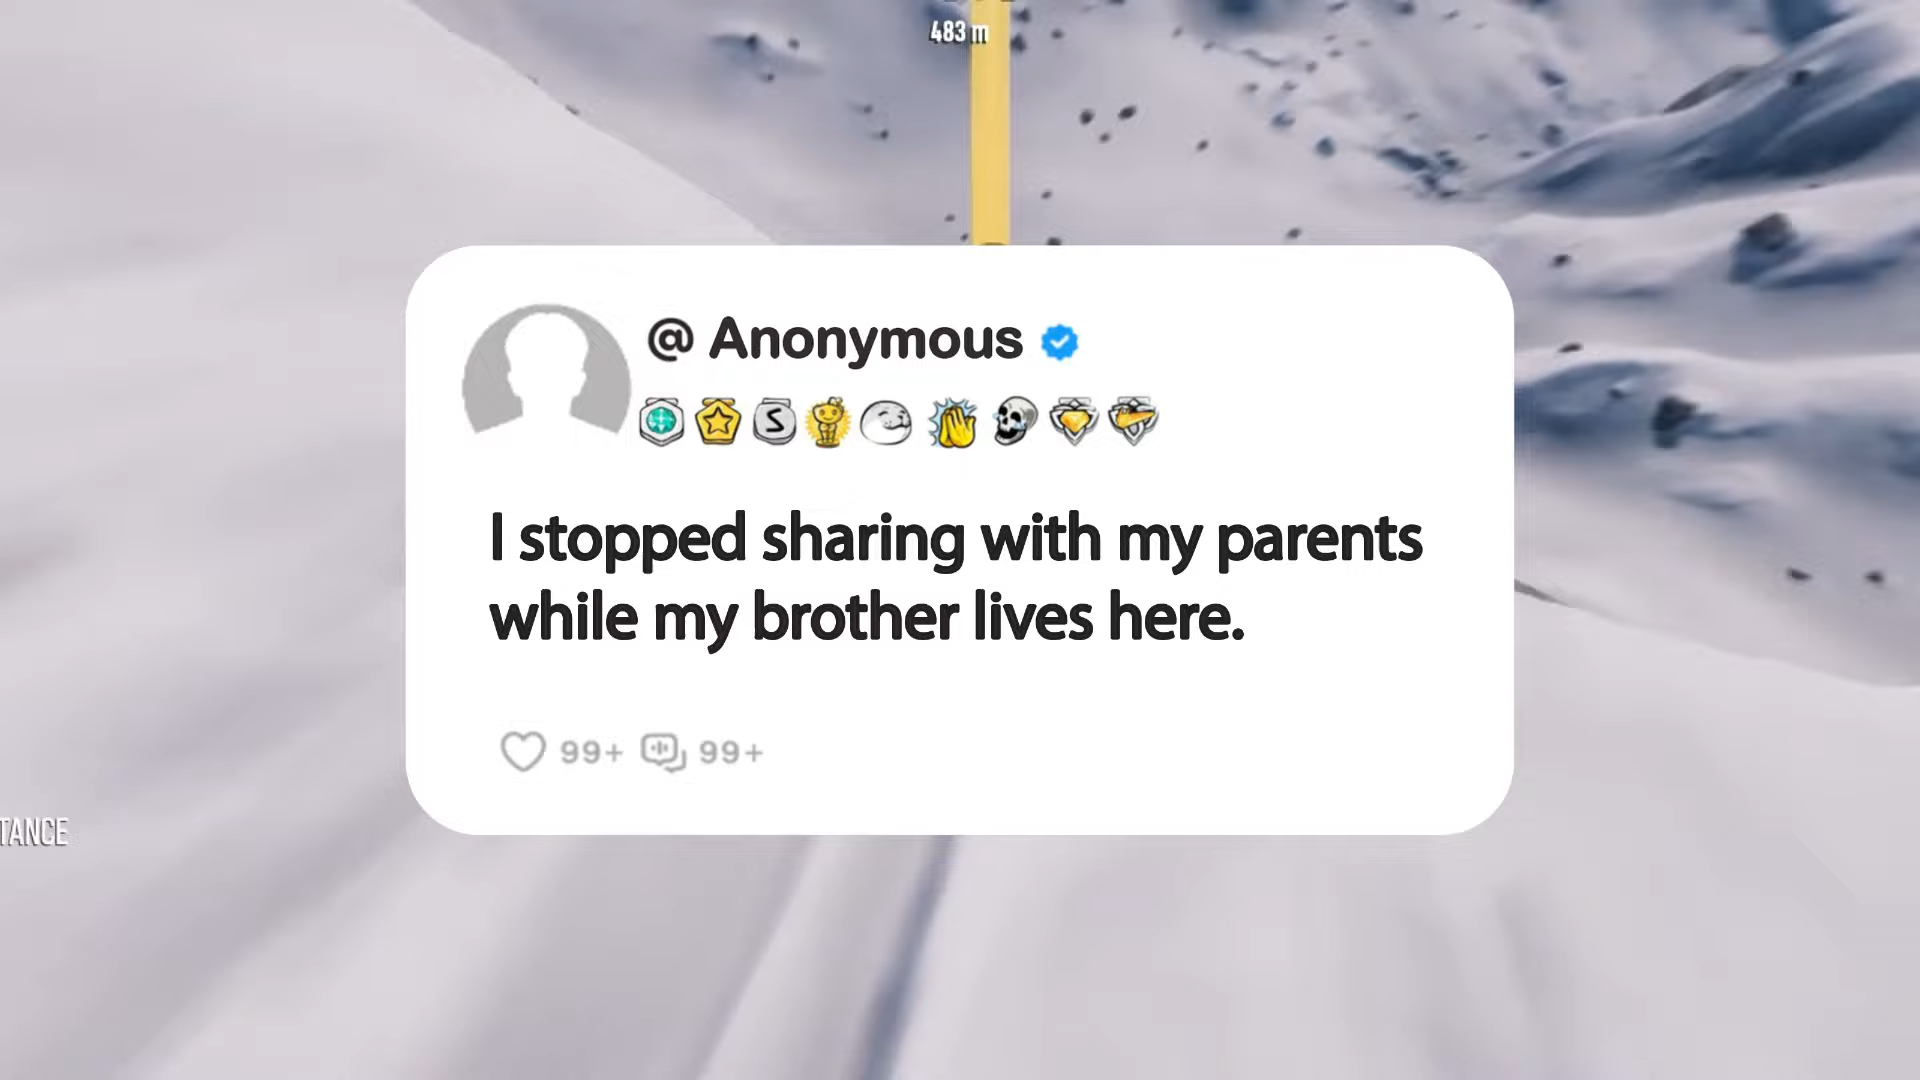 483 m
@ Anonymous
I stopped sharing with my parents
while my brother lives here.
99+ 99+
TANCE